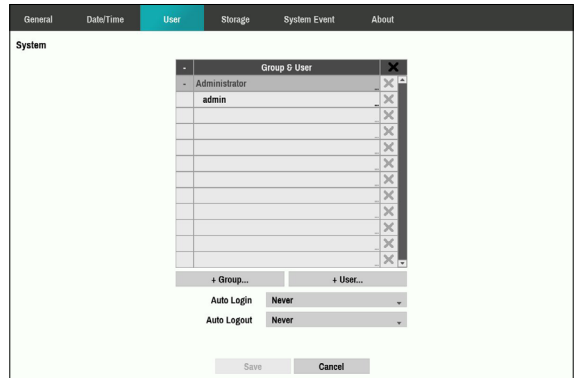 General Date/Time User Storage System Event About
System
- Group & User
- Administrator
admin
+ Group... + User...
Auto Login Never
Auto Logout Never
Save Cancel